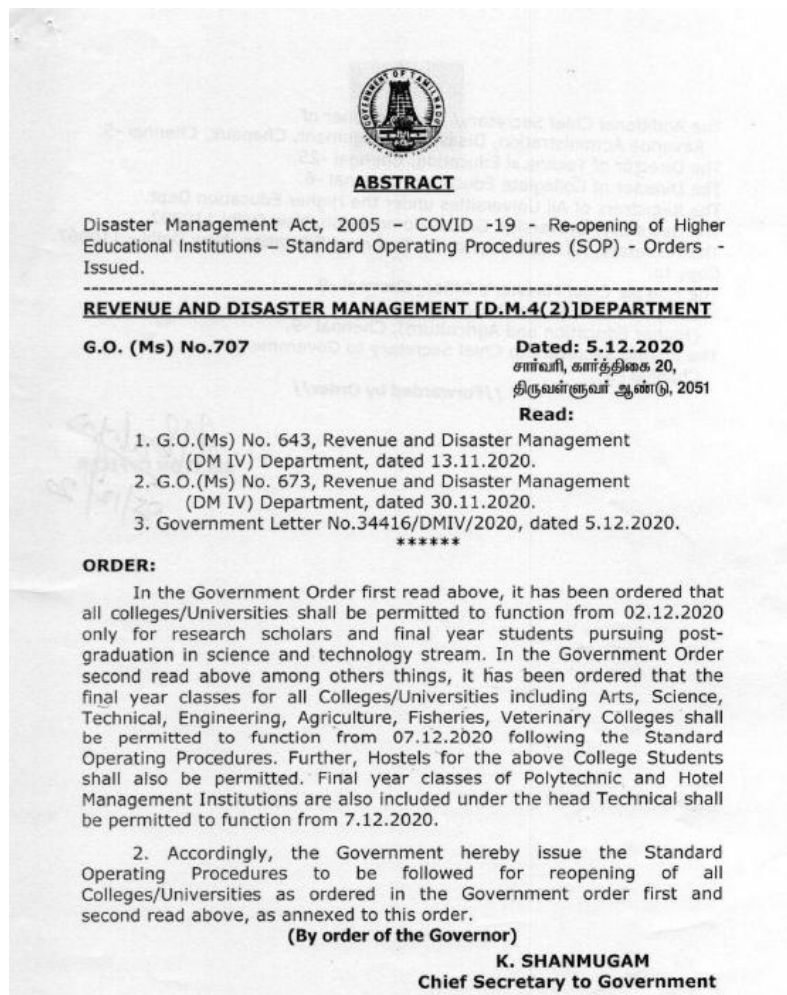 GOVERNMENT OF TAMIL NADU
ABSTRACT
Disaster Management Act, 2005 – COVID -19 - Re-opening of Higher
Educational Institutions – Standard Operating Procedures (SOP) - Orders -
Issued.
REVENUE AND DISASTER MANAGEMENT [D.M.4(2)]DEPARTMENT
G.O. (Ms) No.707 Dated: 5.12.2020
சார்வரி, கார்த்திகை 20,
திருவள்ளுவர் ஆண்டு, 2051
Read:
1. G.O.(Ms) No. 643, Revenue and Disaster Management
(DM IV) Department, dated 13.11.2020.
2. G.O.(Ms) No. 673, Revenue and Disaster Management
(DM IV) Department, dated 30.11.2020.
3. Government Letter No.34416/DMIV/2020, dated 5.12.2020.
******
ORDER:
In the Government Order first read above, it has been ordered that
all colleges/Universities shall be permitted to function from 02.12.2020
only for research scholars and final year students pursuing post-
graduation in science and technology stream. In the Government Order
second read above among others things, it has been ordered that the
final year classes for all Colleges/Universities including Arts, Science,
Technical, Engineering, Agriculture, Fisheries, Veterinary Colleges shall
be permitted to function from 07.12.2020 following the Standard
Operating Procedures. Further, Hostels for the above College Students
shall also be permitted. Final year classes of Polytechnic and Hotel
Management Institutions are also included under the head Technical shall
be permitted to function from 7.12.2020.
2. Accordingly, the Government hereby issue the Standard
Operating Procedures to be followed for reopening of all
Colleges/Universities as ordered in the Government order first and
second read above, as annexed to this order.
(By order of the Governor)
K. SHANMUGAM
Chief Secretary to Government